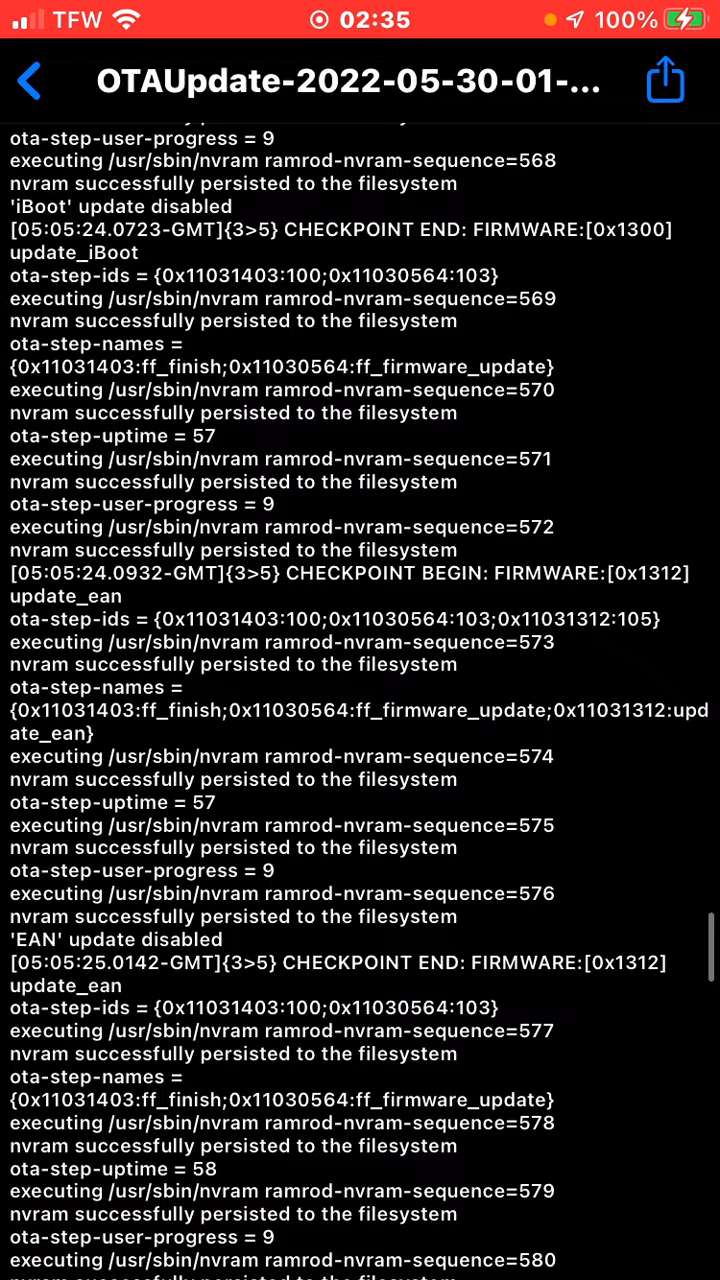 TFW 02:35 100%
OTAUpdate-2022-05-30-01-...
ota-step-user-progress = 9
executing /usr/sbin/nvram ramrod-nvram-sequence=568
nvram successfully persisted to the filesystem
'iBoot' update disabled
[05:05:24.0723-GMT]{3>5} CHECKPOINT END: FIRMWARE:[0x1300]
update_iBoot
ota-step-ids = {0x11031403:100;0x11030564:103}
executing /usr/sbin/nvram ramrod-nvram-sequence=569
nvram successfully persisted to the filesystem
ota-step-names =
{0x11031403:ff_finish;0x11030564:ff_firmware_update}
executing /usr/sbin/nvram ramrod-nvram-sequence=570
nvram successfully persisted to the filesystem
ota-step-uptime = 57
executing /usr/sbin/nvram ramrod-nvram-sequence=571
nvram successfully persisted to the filesystem
ota-step-user-progress = 9
executing /usr/sbin/nvram ramrod-nvram-sequence=572
nvram successfully persisted to the filesystem
[05:05:24.0932-GMT]{3>5} CHECKPOINT BEGIN: FIRMWARE:[0x1312]
update_ean
ota-step-ids = {0x11031403:100;0x11030564:103;0x11031312:105}
executing /usr/sbin/nvram ramrod-nvram-sequence=573
nvram successfully persisted to the filesystem
ota-step-names =
{0x11031403:ff_finish;0x11030564:ff_firmware_update;0x11031312:upd
ate_ean}
executing /usr/sbin/nvram ramrod-nvram-sequence=574
nvram successfully persisted to the filesystem
ota-step-uptime = 57
executing /usr/sbin/nvram ramrod-nvram-sequence=575
nvram successfully persisted to the filesystem
ota-step-user-progress = 9
executing /usr/sbin/nvram ramrod-nvram-sequence=576
nvram successfully persisted to the filesystem
'EAN' update disabled
[05:05:25.0142-GMT]{3>5} CHECKPOINT END: FIRMWARE:[0x1312]
update_ean
ota-step-ids = {0x11031403:100;0x11030564:103}
executing /usr/sbin/nvram ramrod-nvram-sequence=577
nvram successfully persisted to the filesystem
ota-step-names =
{0x11031403:ff_finish;0x11030564:ff_firmware_update}
executing /usr/sbin/nvram ramrod-nvram-sequence=578
nvram successfully persisted to the filesystem
ota-step-uptime = 58
executing /usr/sbin/nvram ramrod-nvram-sequence=579
nvram successfully persisted to the filesystem
ota-step-user-progress = 9
executing /usr/sbin/nvram ramrod-nvram-sequence=580